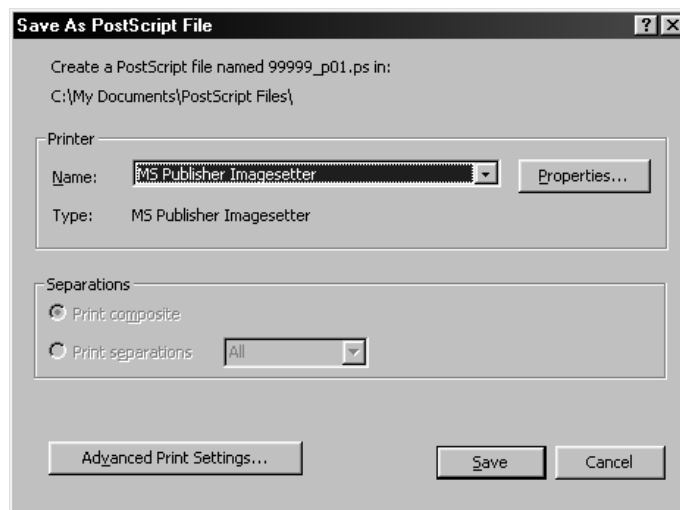 Save As PostScript File
Create a PostScript file named 99999_p01.ps in:
C:\My Documents\PostScript Files\
Printer
Name: MS Publisher Imagesetter Properties...
Type: MS Publisher Imagesetter
Separations
Print composite
Print separations All
Advanced Print Settings... Save Cancel